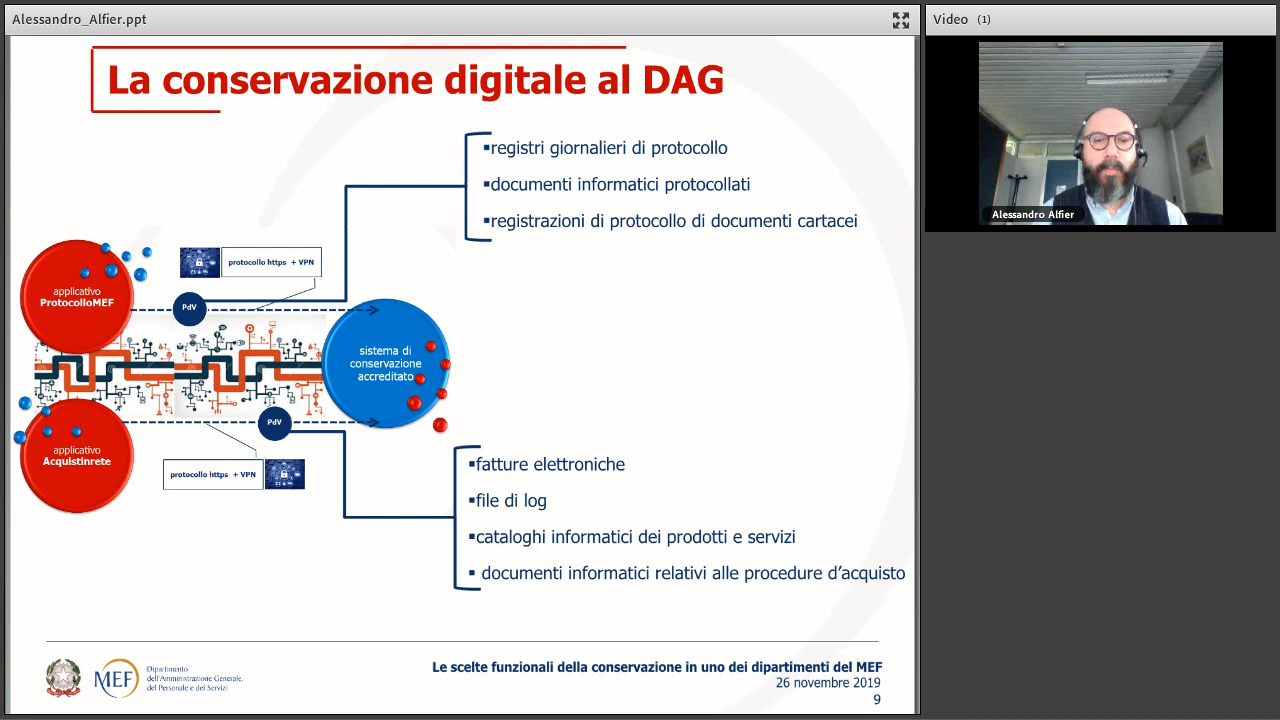 Alessandro_Alfier.ppt
Video (1)
La conservazione digitale al DAG
▪registri giornalieri di protocollo
▪documenti informatici protocollati
▪registrazioni di protocollo di documenti cartacei
applicativo
ProtocolloMEF
protocollo https + VPN
PdV
sistema di
conservazione
accreditato
PdV
applicativo
Acquistinrete
protocollo https + VPN
▪fatture elettroniche
▪file di log
▪cataloghi informatici dei prodotti e servizi
▪ documenti informatici relativi alle procedure d’acquisto
MEF
Dipartimento
dell'Amministrazione Generale,
del Personale e dei Servizi
Le scelte funzionali della conservazione in uno dei dipartimenti del MEF
26 novembre 2019
9
Alessandro Alfier